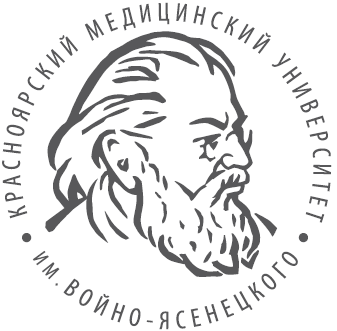 КРАСНОЯРСКИЙ МЕДИЦИНСКИЙ УНИВЕРСИТЕТ
им. ВОЙНО-ЯСЕНЕЦКОГО